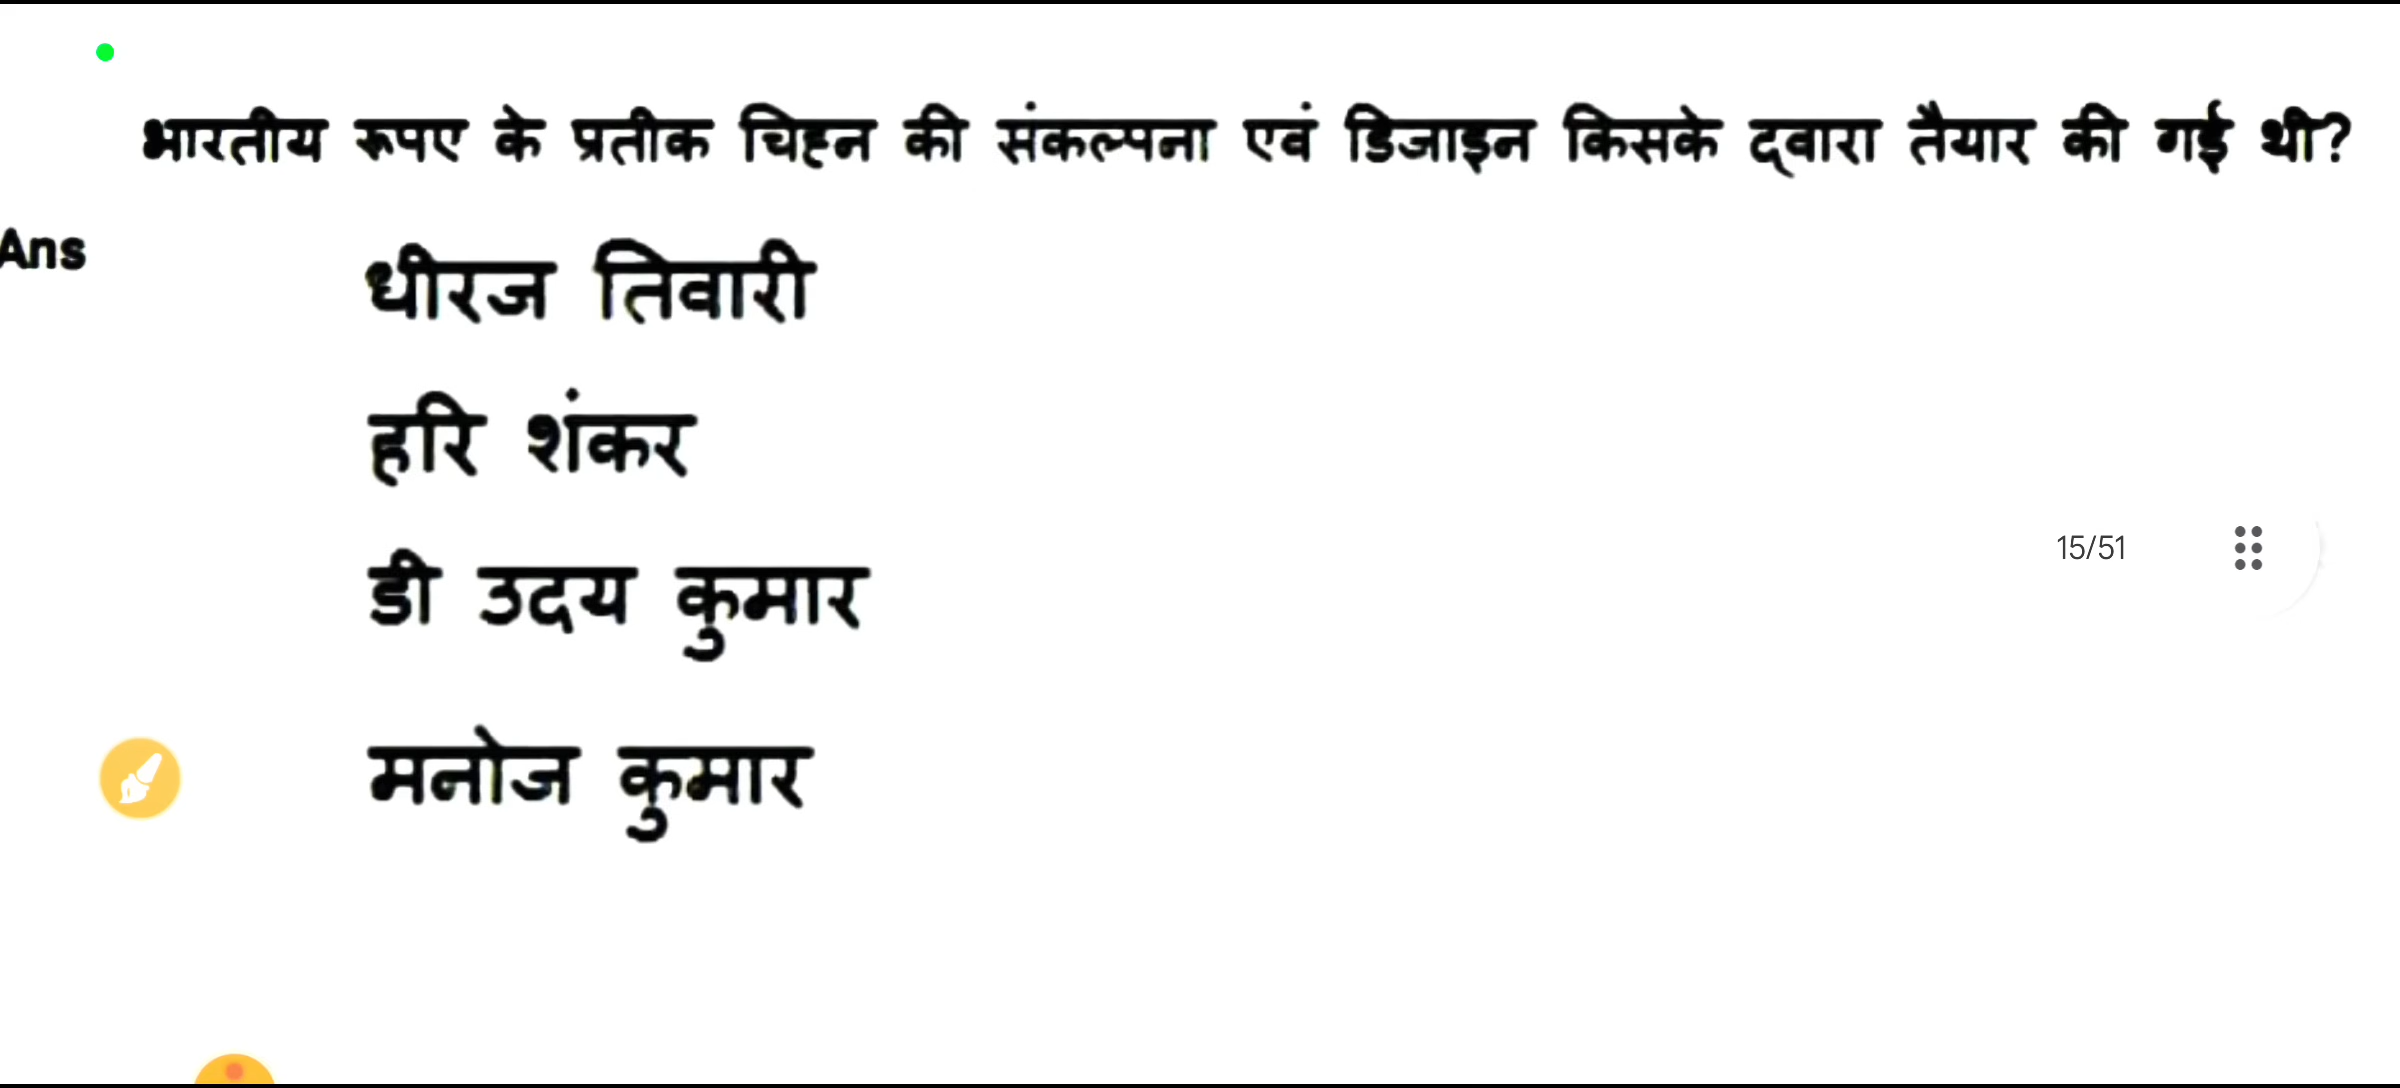 भारतीय रूपए के प्रतीक चिह्न की संकल्पना एवं डिजाइन किसके द्वारा तैयार की गई थी?
Ans
धीरज तिवारी
हरि शंकर
डी उदय कुमार
15/51
मनोज कुमार